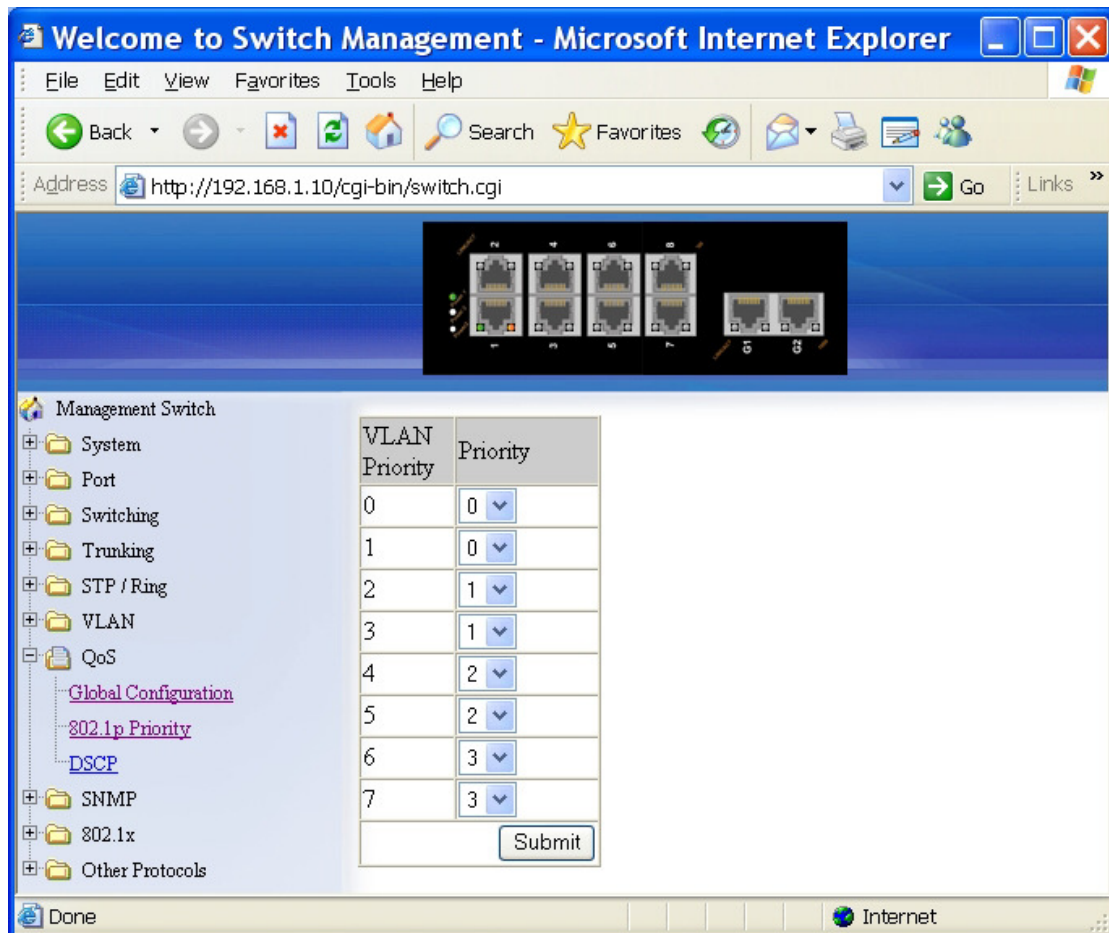 Welcome to Switch Management - Microsoft Internet Explorer
File Edit View Favorites Tools Help
Back Search Favorites
Address http://192.168.1.10/cgi-bin/switch.cgi Go Links »
2 4 6 8
1 3 5 7 G1 G2
Management Switch
System
Port
Switching
Trunking
STP / Ring
VLAN
QoS
Global Configuration
802.1p Priority
DSCP
SNMP
802.1x
Other Protocols
VLAN Priority Priority
0 0
1 0
2 1
3 1
4 2
5 2
6 3
7 3
Submit
Done Internet